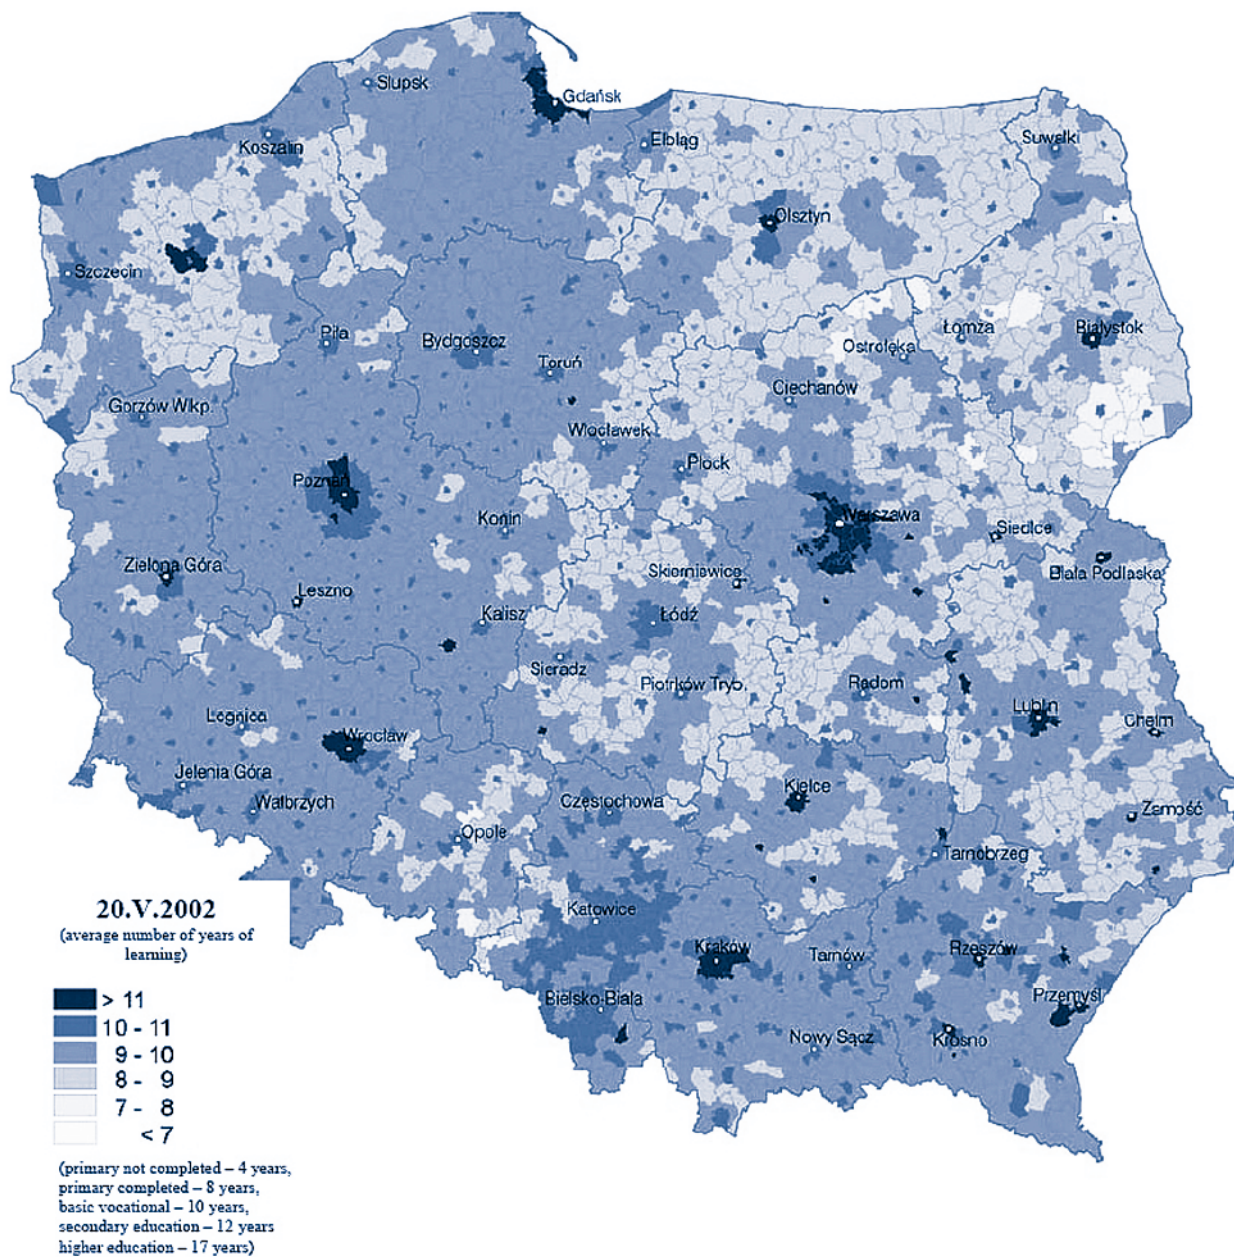 Słupsk
Gdańsk
Koszalin
Elbląg
Suwałki
Olsztyn
Szczecin
Piła
Bydgoszcz
Toruń
Łomża
Białystok
Ostrołęka
Ciechanów
Gorzów Wlkp.
Włocławek
Płock
Poznań
Warszawa
Konin
Siedlce
Zielona Góra
Skierniewice
Biała Podlaska
Leszno
Kalisz
Łódź
Sieradz
Piotrków Tryb.
Radom
Lublin
Chełm
Legnica
Wrocław
Jelenia Góra
Wałbrzych
Częstochowa
Kielce
Zamość
Opole
Tarnobrzeg
Katowice
Kraków
Tarnów
Rzeszów
Bielsko-Biała
Przemyśl
Nowy Sącz
Krosno
20.V.2002
(average number of years of
learning)
> 11
10 - 11
9 - 10
8 - 9
7 - 8
< 7
(primary not completed – 4 years,
primary completed – 8 years,
basic vocational – 10 years,
secondary education – 12 years
higher education – 17 years)